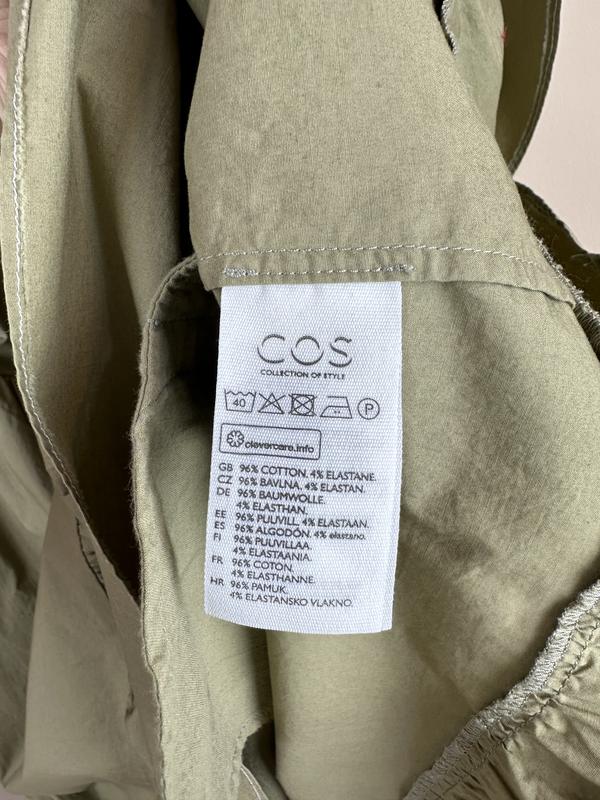 COS
COLLECTION OF STYLE
40 P
clevercare.info
GB 96% COTTON. 4% ELASTANE.
CZ 96% BAVLNA. 4% ELASTAN.
DE 96% BAUMWOLLE.
4% ELASTHAN.
EE 96% PUUVILL. 4% ELASTAAN.
ES 96% ALGODÓN. 4% elastano.
FI 96% PUUVILLAA.
4% ELASTAANIA.
FR 96% COTON.
4% ELASTHANNE.
HR 96% PAMUK.
4% ELASTANSKO VLAKNO.